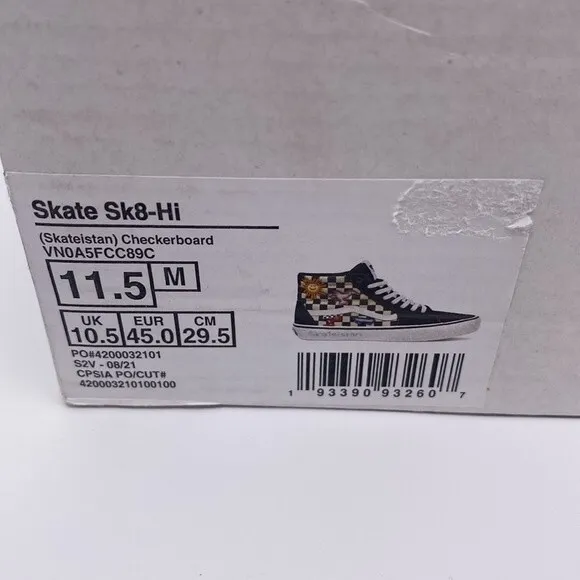 Skate Sk8-Hi
(Skateistan) Checkerboard
VN0A5FCC89C
11.5 M
UK EUR CM
10.5 45.0 29.5
PO#4200032101
S2V - 08/21
CPSIA PO/CUT#
420003210100100
1 93390 93260 7